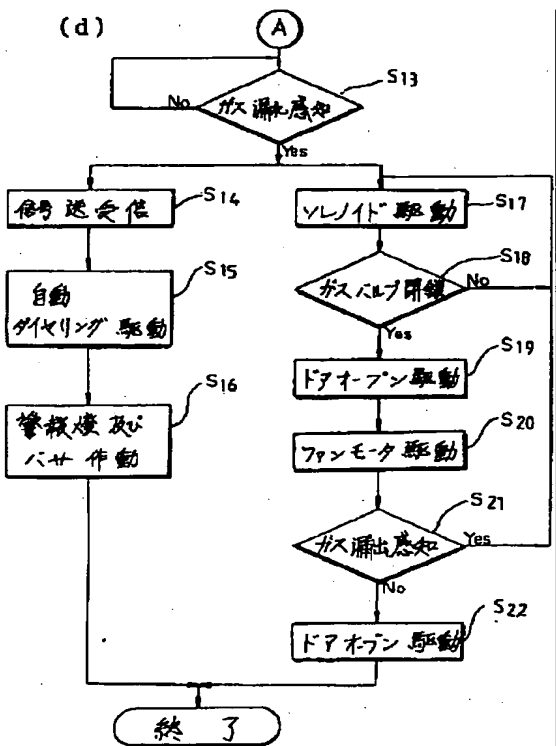 (d)
A
S13
ガス漏れ感知
No
Yes
信号送受信
S14
自動
ダイヤリング駆動
S15
警報燈及び
バザ作動
S16
ソレノイド駆動
S17
ガスバルブ閉鎖
S18
No
Yes
ドアオープン駆動
S19
ファンモータ駆動
S20
ガス漏出感知
S21
Yes
No
ドアオープン駆動
S22
終了